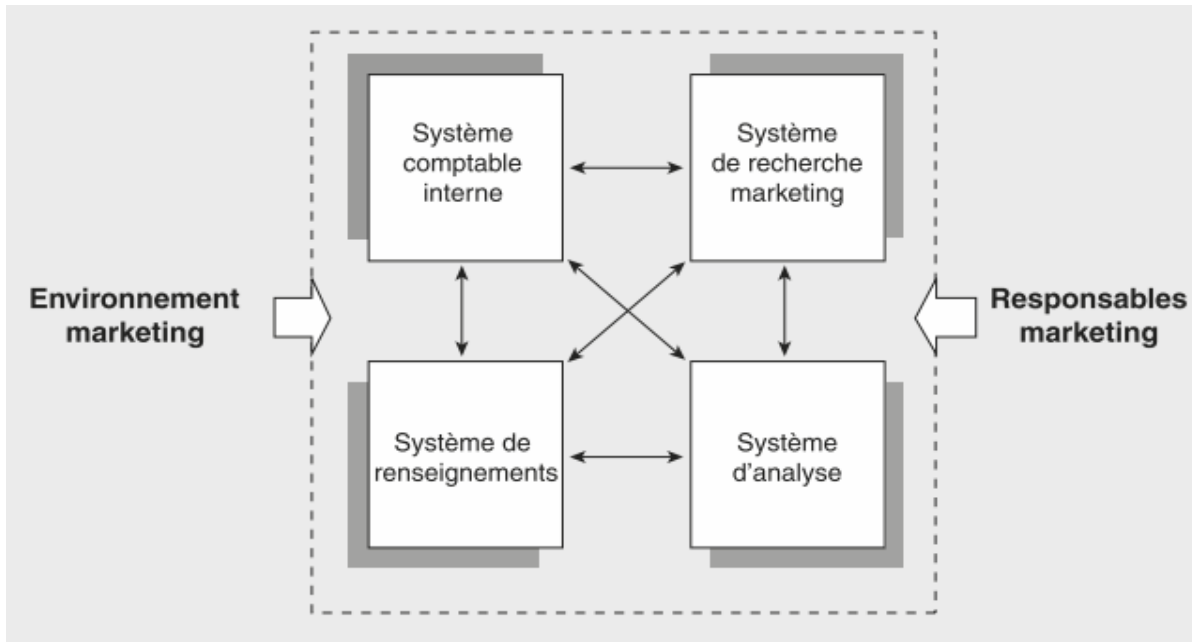 Système
comptable
interne
Système
de recherche
marketing
Environnement
marketing
Responsables
marketing
Système de
renseignements
Système
d'analyse